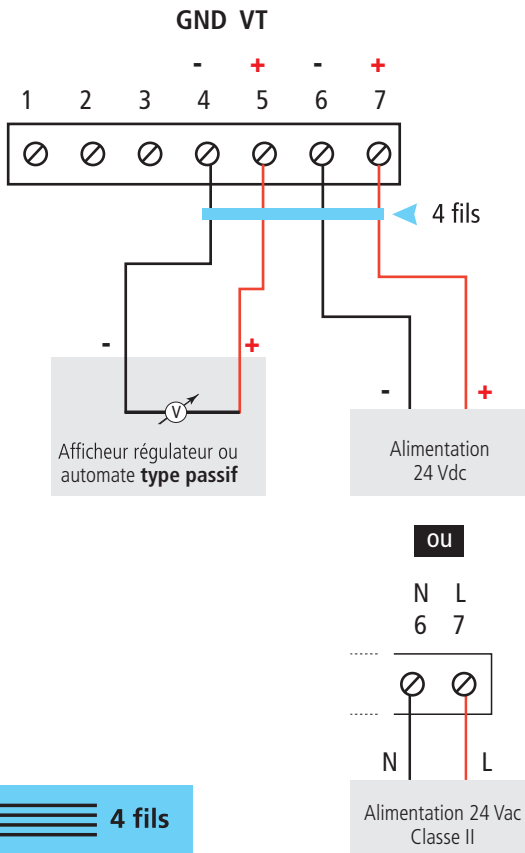 GND VT
- + - +
1 2 3 4 5 6 7
4 fils
- +
- +
Afficheur régulateur ou
automate type passif
Alimentation
24 Vdc
ou
N L
6 7
N L
4 fils
Alimentation 24 Vac
Classe II
V